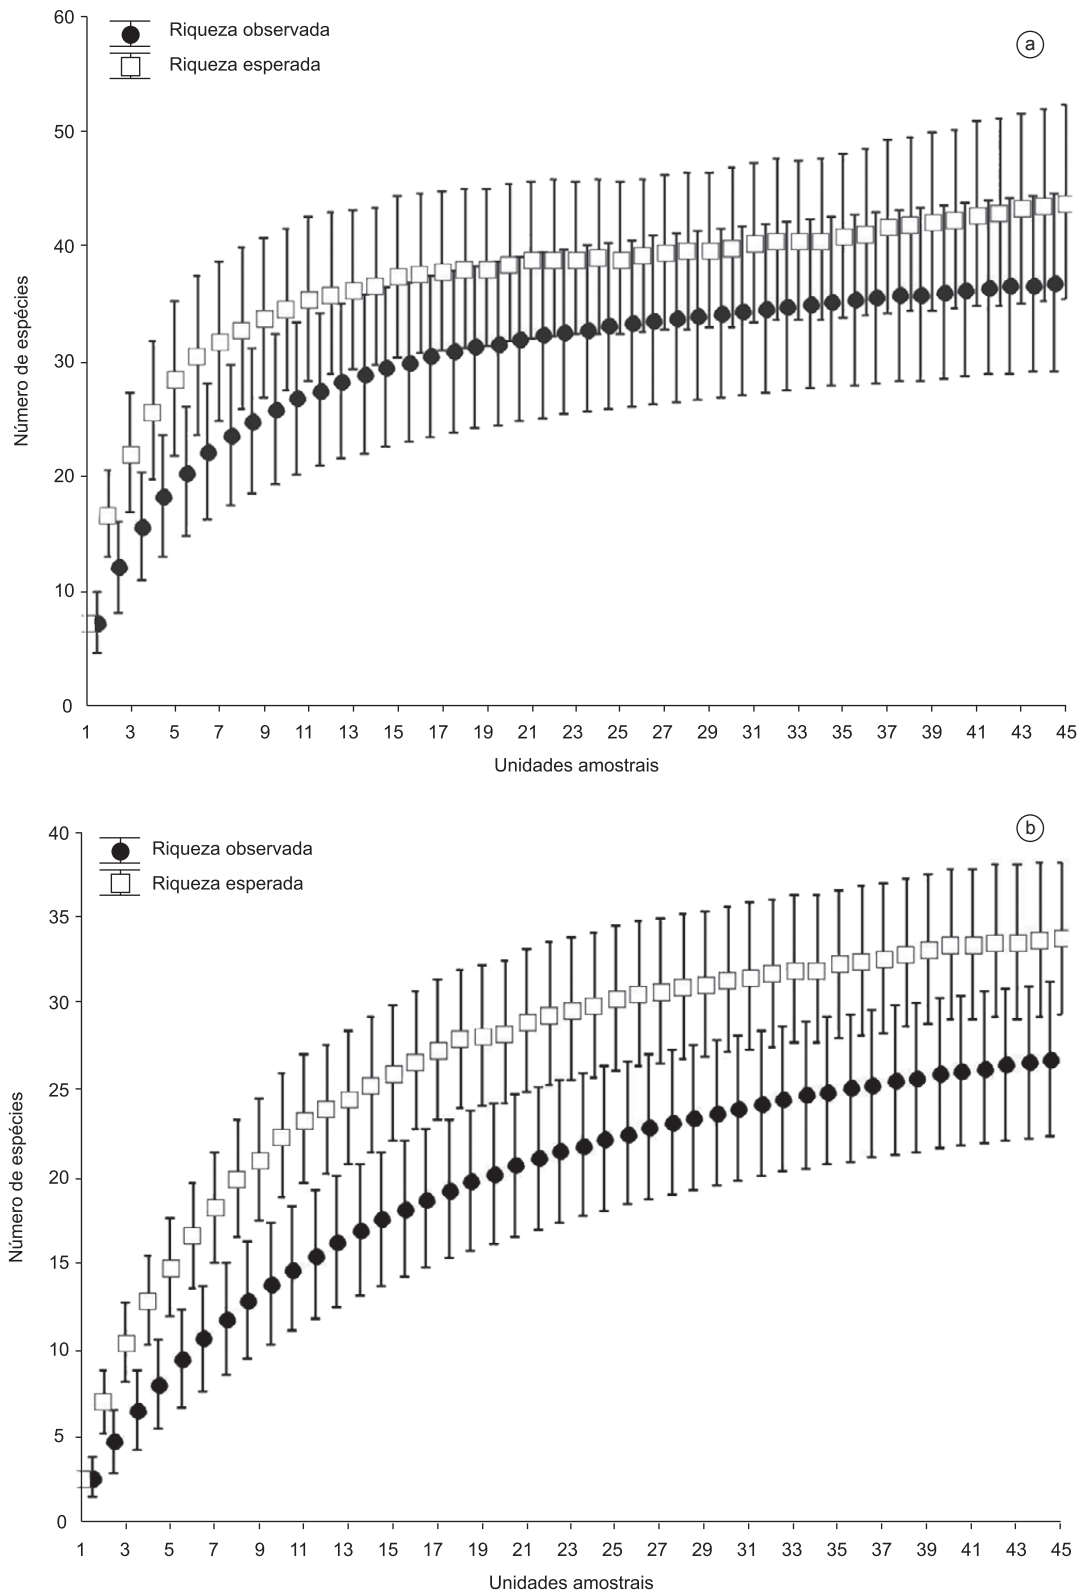 60
Riqueza observada
a
Riqueza esperada
50
40
Número de espécies
30
20
10
0
1 3 5 7 9 11 13 15 17 19 21 23 25 27 29 31 33 35 37 39 41 43 45
Unidades amostrais
40
b
Riqueza observada
Riqueza esperada
35
30
25
Número de espécies
20
15
10
5
0
1 3 5 7 9 11 13 15 17 19 21 23 25 27 29 31 33 35 37 39 41 43 45
Unidades amostrais